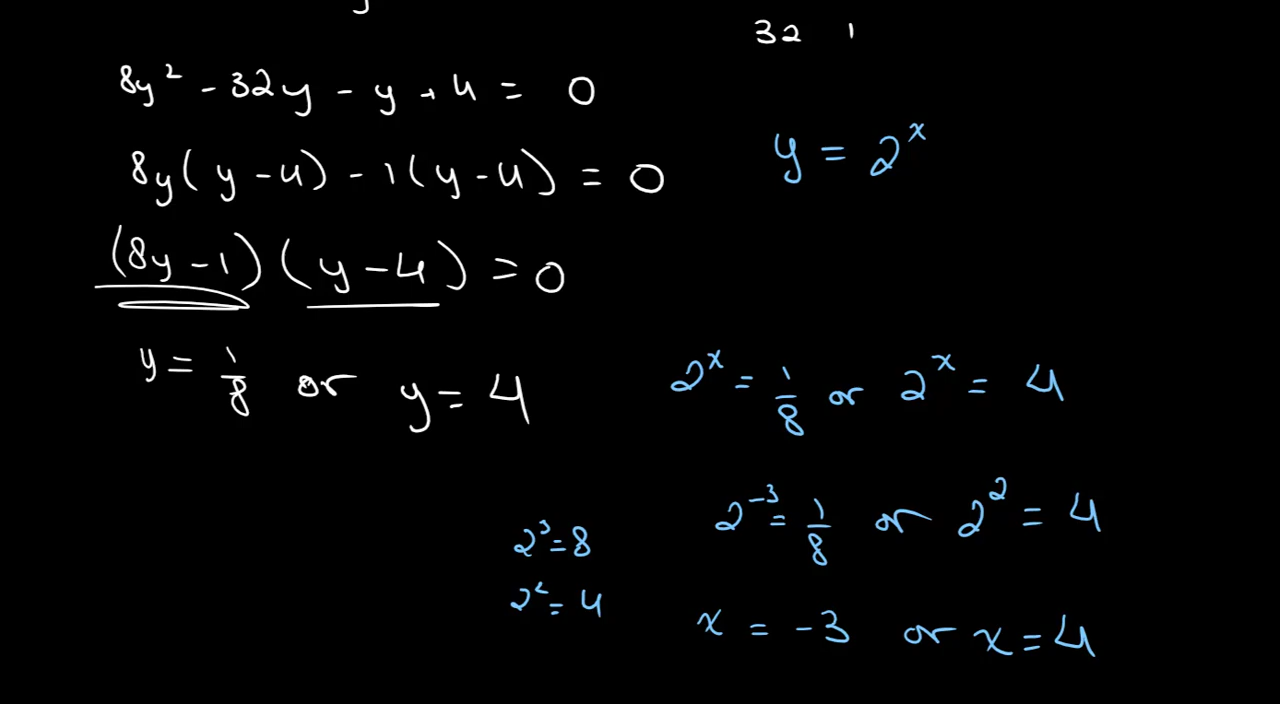 32 1
8y² - 32y - y + 4 = 0
y = 2ˣ
8y(y - 4) - 1(y - 4) = 0
(8y - 1)(y - 4) = 0
y = 1/8 or y = 4
2ˣ = 1/8 or 2ˣ = 4
2³ = 8
2⁻³ = 1/8 or 2² = 4
2² = 4
x = -3 or x = 4